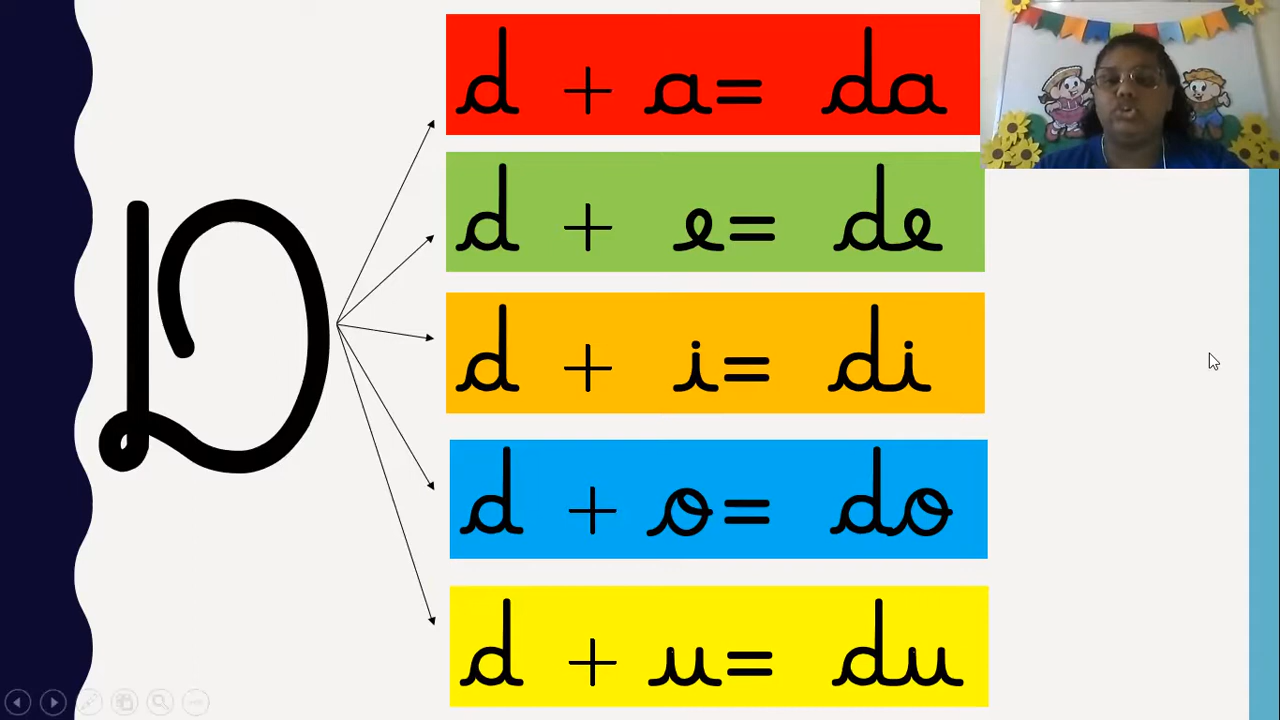 D
d + a= da
d + e= de
d + i= di
d + o= do
d + u= du